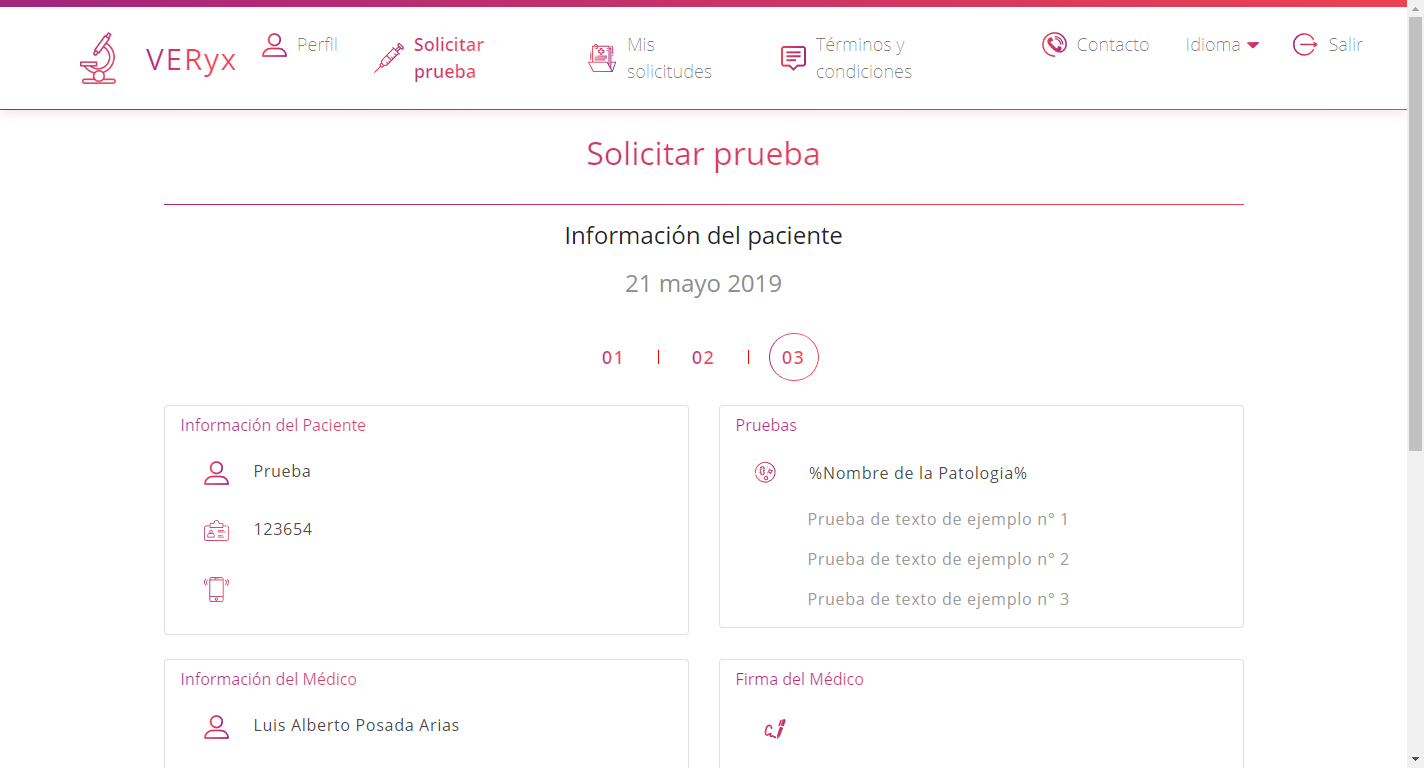 VERyx
Perfil
Solicitar
prueba
Mis
solicitudes
Términos y
condiciones
Contacto
Idioma
Salir
Solicitar prueba
Información del paciente
21 mayo 2019
01 02 03
Información del Paciente
Prueba
123654
Pruebas
%Nombre de la Patologia%
Prueba de texto de ejemplo n° 1
Prueba de texto de ejemplo n° 2
Prueba de texto de ejemplo n° 3
Información del Médico
Luis Alberto Posada Arias
Firma del Médico